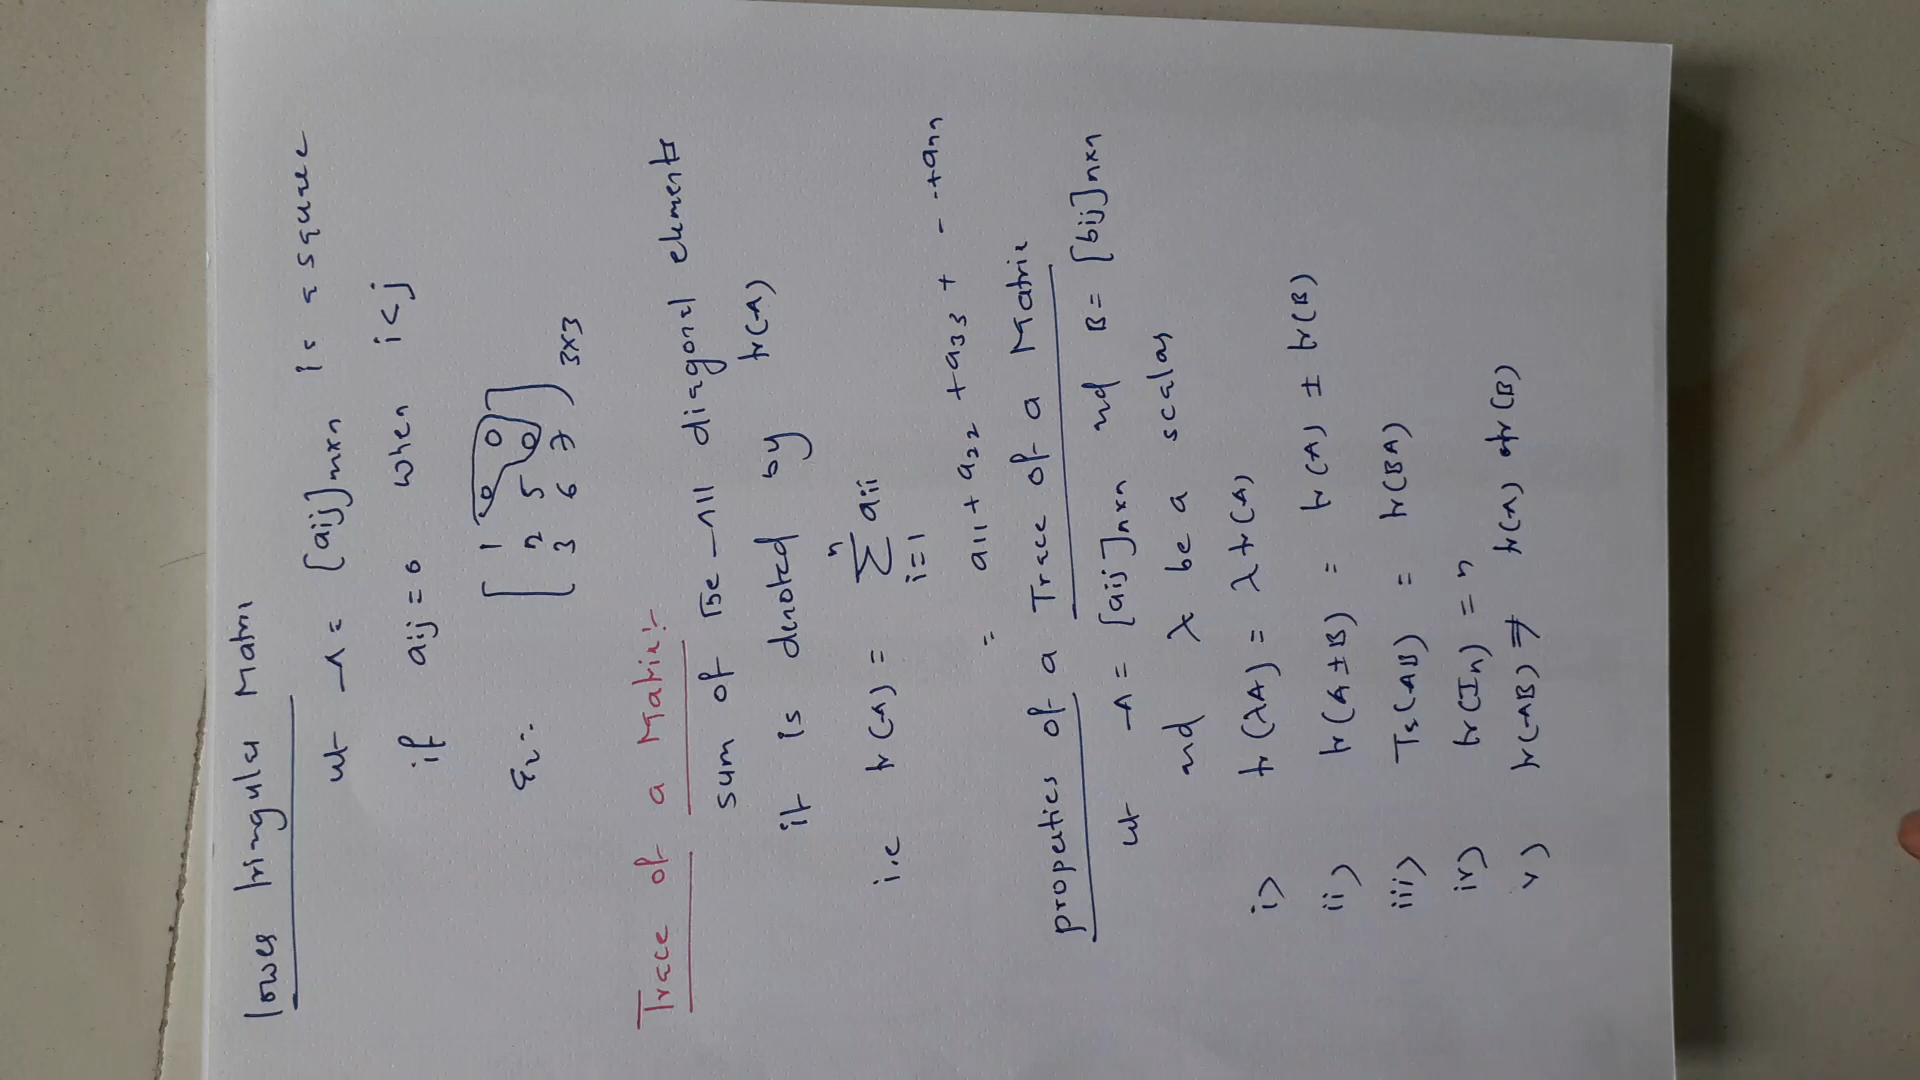 lower triangular Matrix
let A = [aij]mxn is a square
if aij = 0 when i<j
Ex:-
[ 1 0 0
2 5 0
3 6 7 ] 3x3
Trace of a Matrix:-
sum of the All diagonal elements
it is denoted by tr(A)
i.e tr(A) = n∑i=1 aii
= a11 + a22 + a33 + - - +ann
properties of a Trace of a Matrix
let A = [aij]nxn and B = [bij]nxn
and λ be a scalar
i) tr(λA) = λ tr(A)
ii) tr(A±B) = tr(A) ± tr(B)
iii) Tr(AB) = tr(BA)
iv) tr(In) = n
v) tr(AB) ≠ tr(A) tr(B)